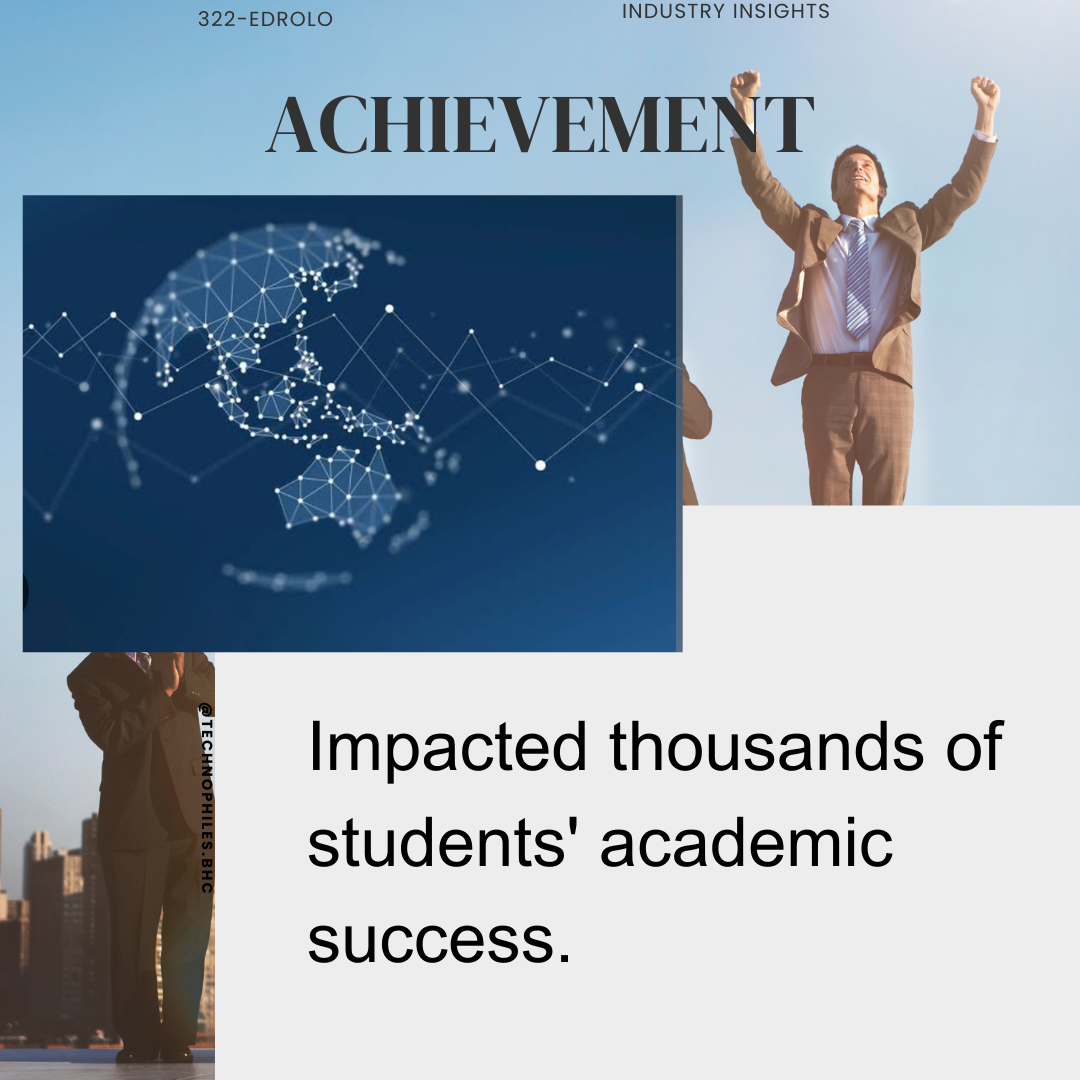 322-EDROLO
INDUSTRY INSIGHTS
ACHIEVEMENT
@TECHNOPHILES.BHC
Impacted thousands of
students' academic
success.